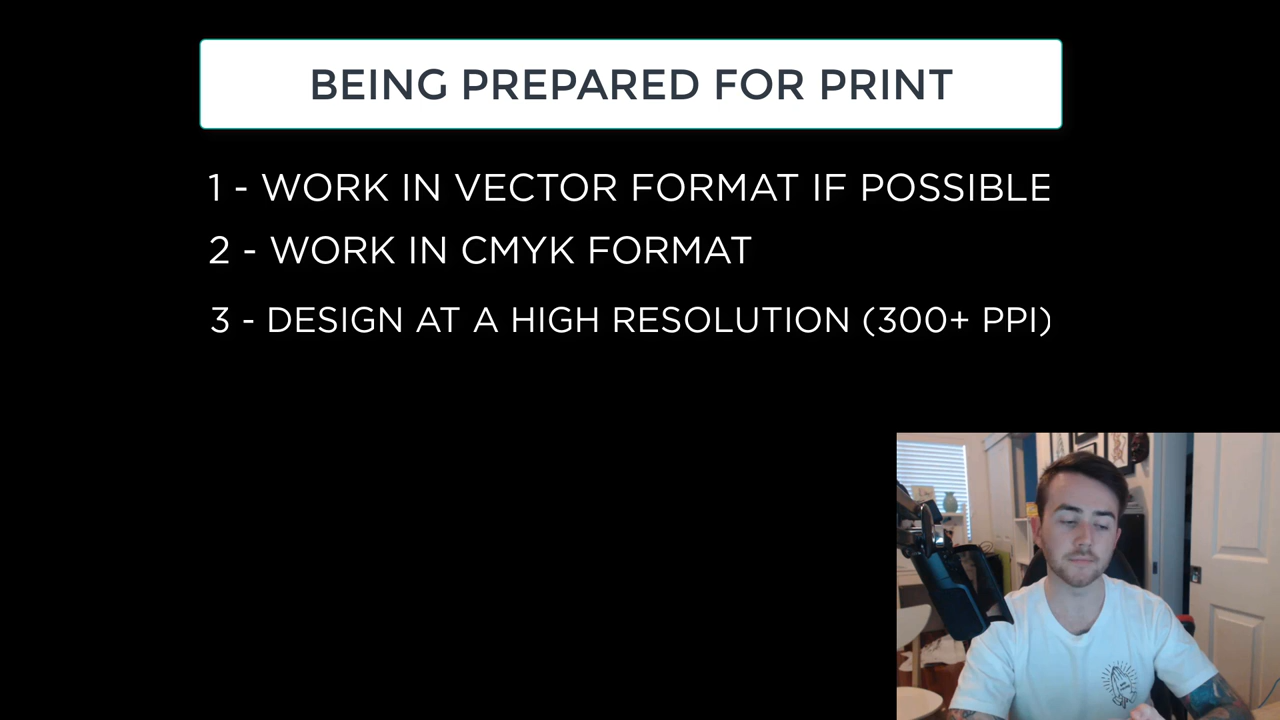 BEING PREPARED FOR PRINT
1 - WORK IN VECTOR FORMAT IF POSSIBLE
2 - WORK IN CMYK FORMAT
3 - DESIGN AT A HIGH RESOLUTION (300+ PPI)